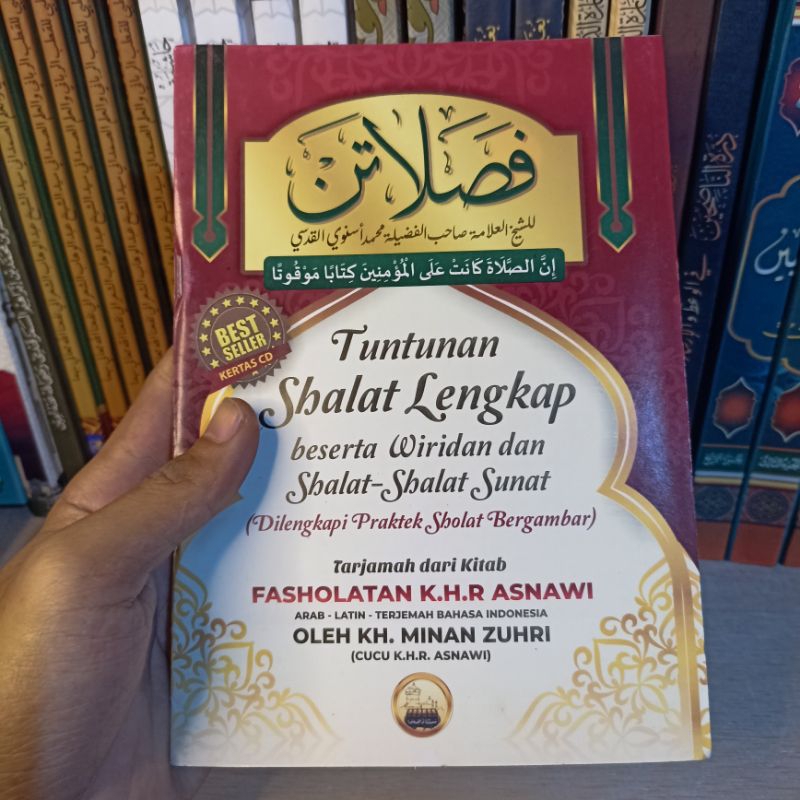 فصلاتن
للشيخ العلامة صاحب الفضيلة محمد أسنوي القدسي
إِنَّ الصَّلَاةَ كَانَتْ عَلَى الْمُؤْمِنِينَ كِتَابًا مَوْقُوتًا
BEST
SELLER
KERTAS CD
Tuntunan
Shalat Lengkap
beserta Wiridan dan
Shalat-Shalat Sunat
(Dilengkapi Praktek Sholat Bergambar)
Tarjamah dari Kitab
FASHOLATAN K.H.R ASNAWI
ARAB - LATIN - TERJEMAH BAHASA INDONESIA
OLEH KH. MINAN ZUHRI
(CUCU K.H.R. ASNAWI)
درة الناصحين